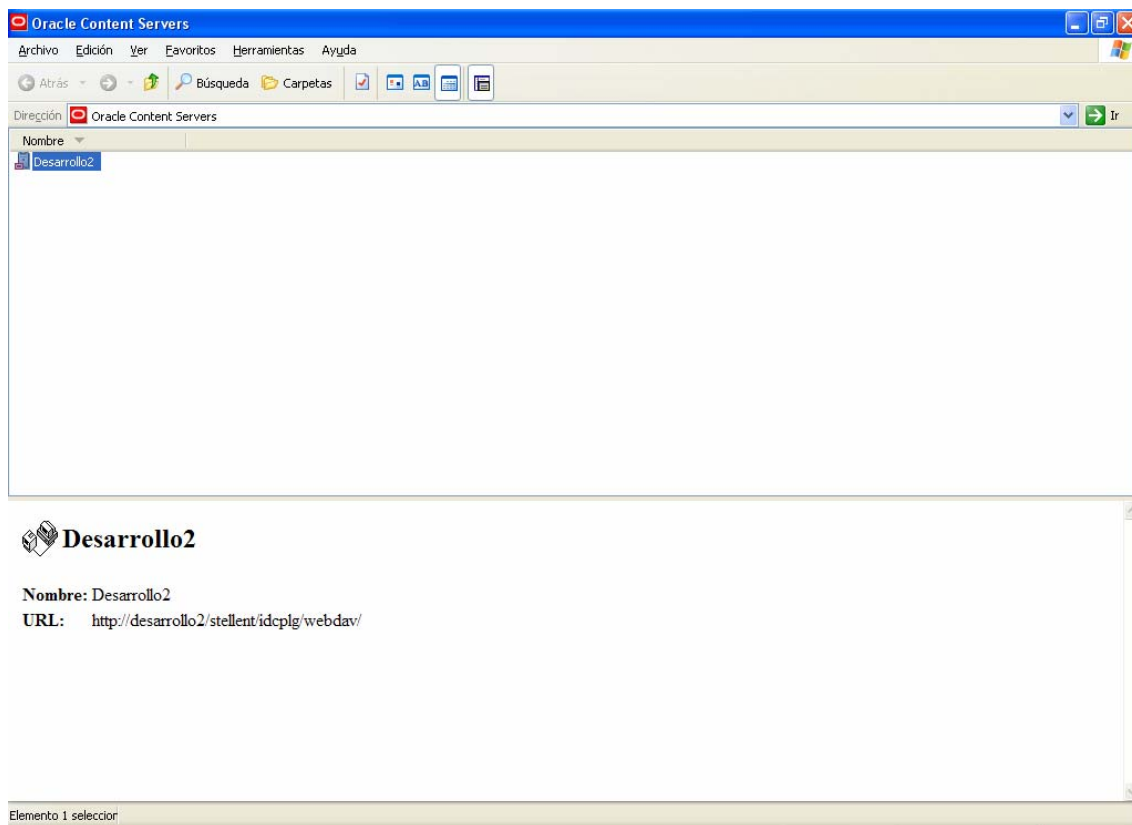 Oracle Content Servers
Archivo Edición Ver Favoritos Herramientas Ayuda
Atrás Búsqueda Carpetas
Dirección Oracle Content Servers Ir
Nombre
Desarrollo2
Desarrollo2
Nombre: Desarrollo2
URL: http://desarrollo2/stellent/idcplg/webdav/
Elemento 1 seleccior